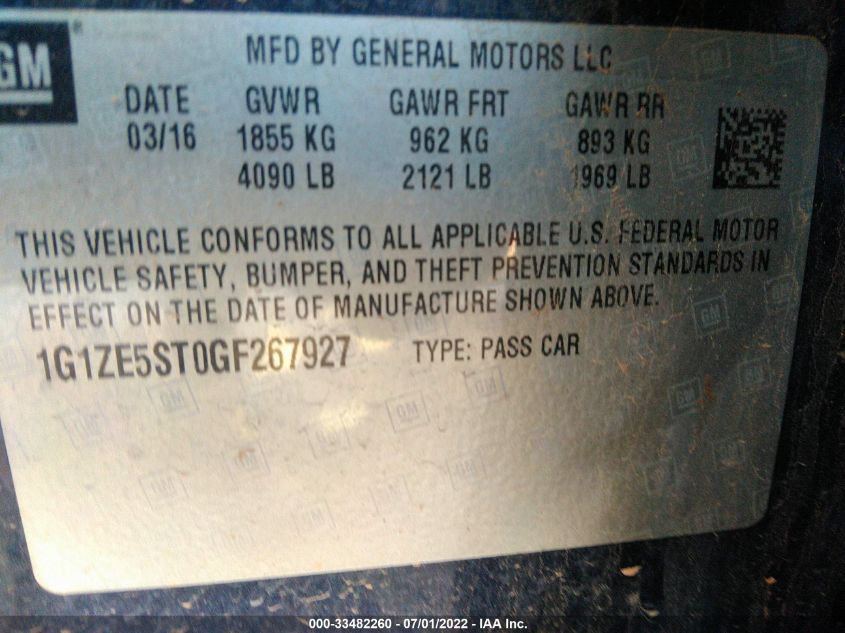 GM
MFD BY GENERAL MOTORS LLC
DATE GVWR GAWR FRT GAWR RR
03/16 1855 KG 962 KG 893 KG
4090 LB 2121 LB 1969 LB
THIS VEHICLE CONFORMS TO ALL APPLICABLE U.S. FEDERAL MOTOR
VEHICLE SAFETY, BUMPER, AND THEFT PREVENTION STANDARDS IN
EFFECT ON THE DATE OF MANUFACTURE SHOWN ABOVE.
1G1ZE5ST0GF267927 TYPE: PASS CAR
000-33482260 - 07/01/2022 - IAA Inc.